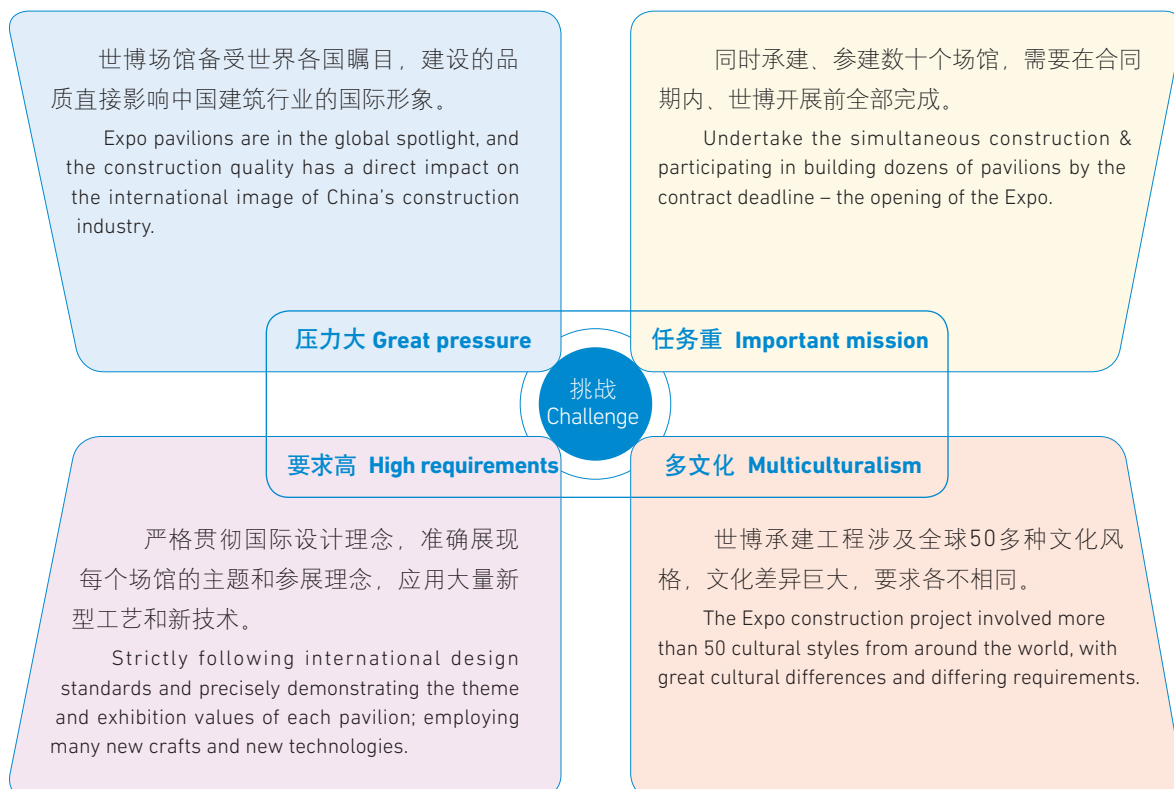 世博场馆备受世界各国瞩目，建设的品
质直接影响中国建筑行业的国际形象。
Expo pavilions are in the global spotlight, and
the construction quality has a direct impact on
the international image of China’s construction
industry.
同时承建、参建数十个场馆，需要在合同
期内、世博开展前全部完成。
Undertake the simultaneous construction &
participating in building dozens of pavilions by the
contract deadline – the opening of the Expo.
压力大 Great pressure
任务重 Important mission
挑战
Challenge
要求高 High requirements
多文化 Multiculturalism
严格贯彻国际设计理念，准确展现
每个场馆的主题和参展理念，应用大量新
型工艺和新技术。
Strictly following international design
standards and precisely demonstrating the theme
and exhibition values of each pavilion; employing
many new crafts and new technologies.
世博承建工程涉及全球50多种文化风
格，文化差异巨大，要求各不相同。
The Expo construction project involved more
than 50 cultural styles from around the world, with
great cultural differences and differing requirements.